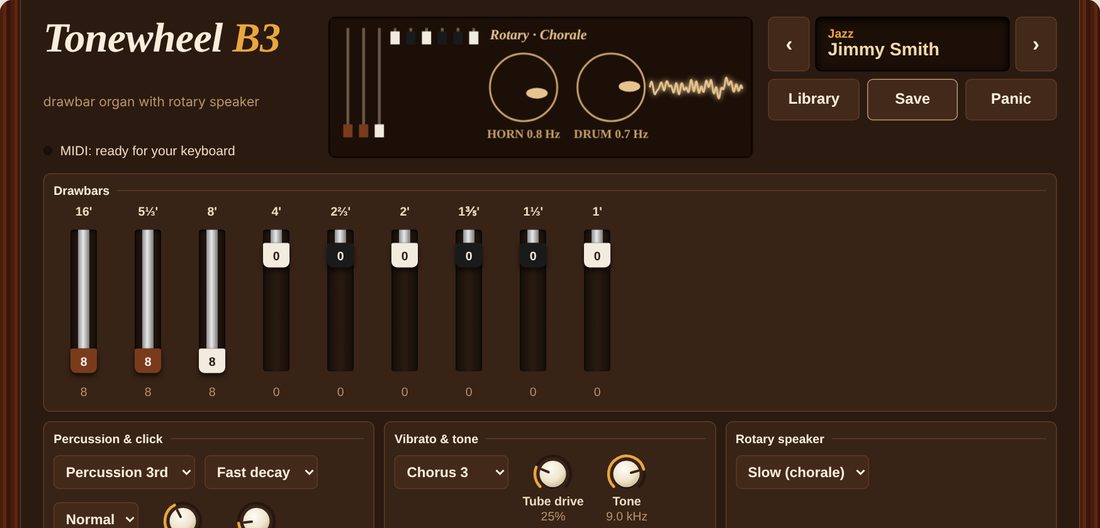 Tonewheel B3
drawbar organ with rotary speaker
MIDI: ready for your keyboard
Rotary · Chorale
HORN 0.8 Hz DRUM 0.7 Hz
‹
Jazz
Jimmy Smith
›
Library Save Panic
Drawbars
16' 5⅓' 8' 4' 2⅔' 2' 1⅗' 1⅓' 1'
0 0 0 0 0 0
8 8 8
8 8 8 0 0 0 0 0 0
Percussion & click
Percussion 3rd Fast decay
Normal
Vibrato & tone
Chorus 3
Tube drive Tone
25% 9.0 kHz
Rotary speaker
Slow (chorale)